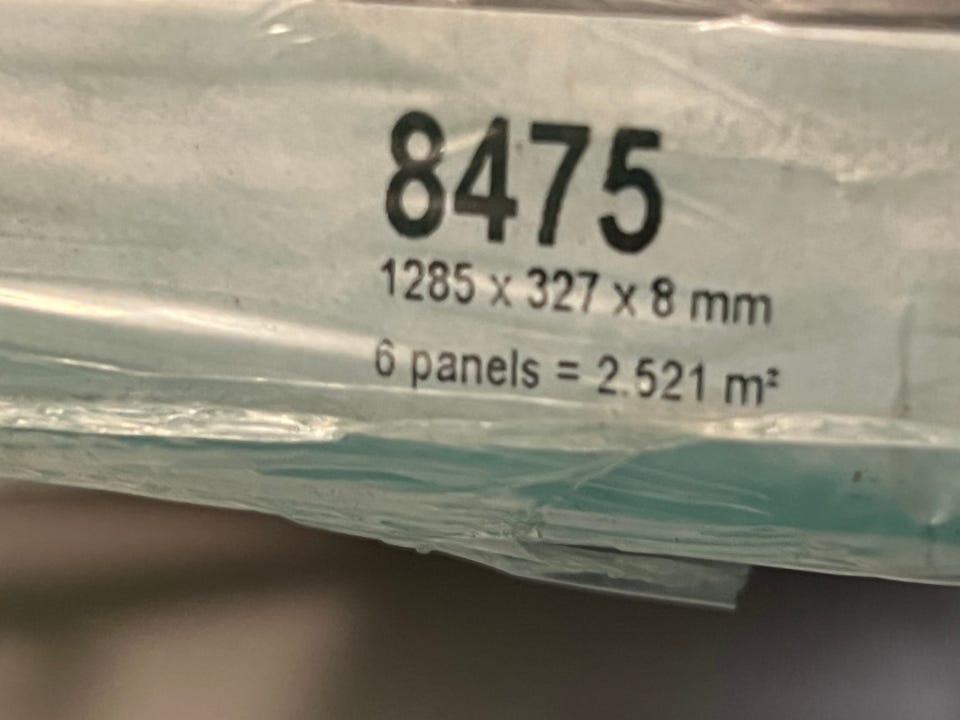 8475
1285 x 327 x 8 mm
6 panels = 2.521 m²